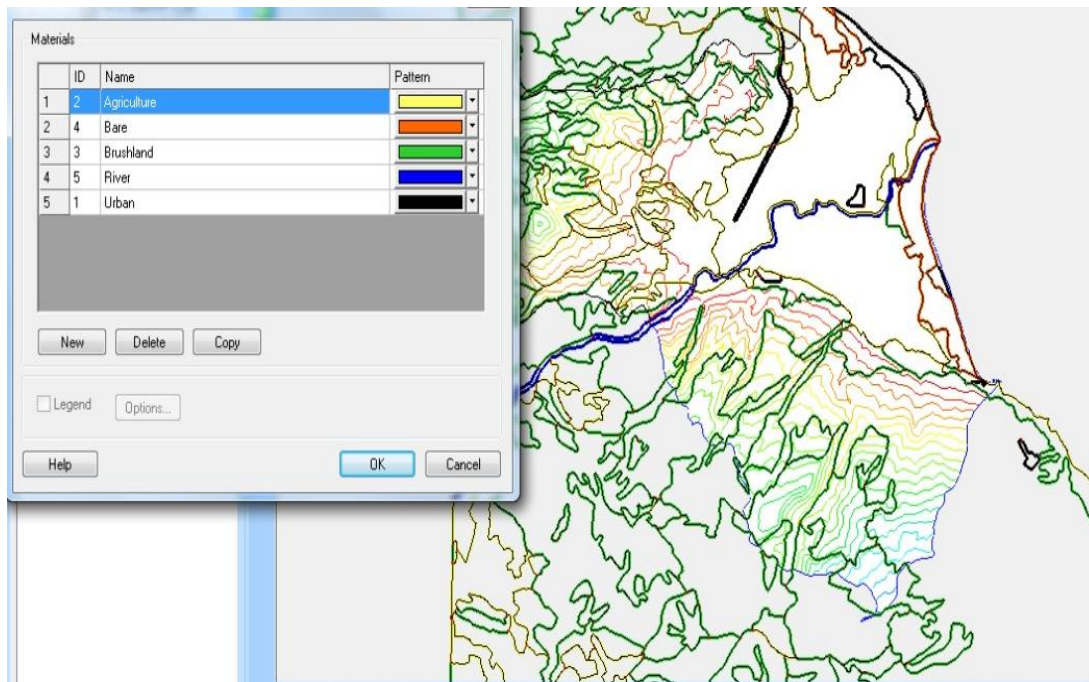 Materials
ID Name Pattern
1 2 Agriculture
2 4 Bare
3 3 Brushland
4 5 River
5 1 Urban
New Delete Copy
Legend Options...
Help OK Cancel